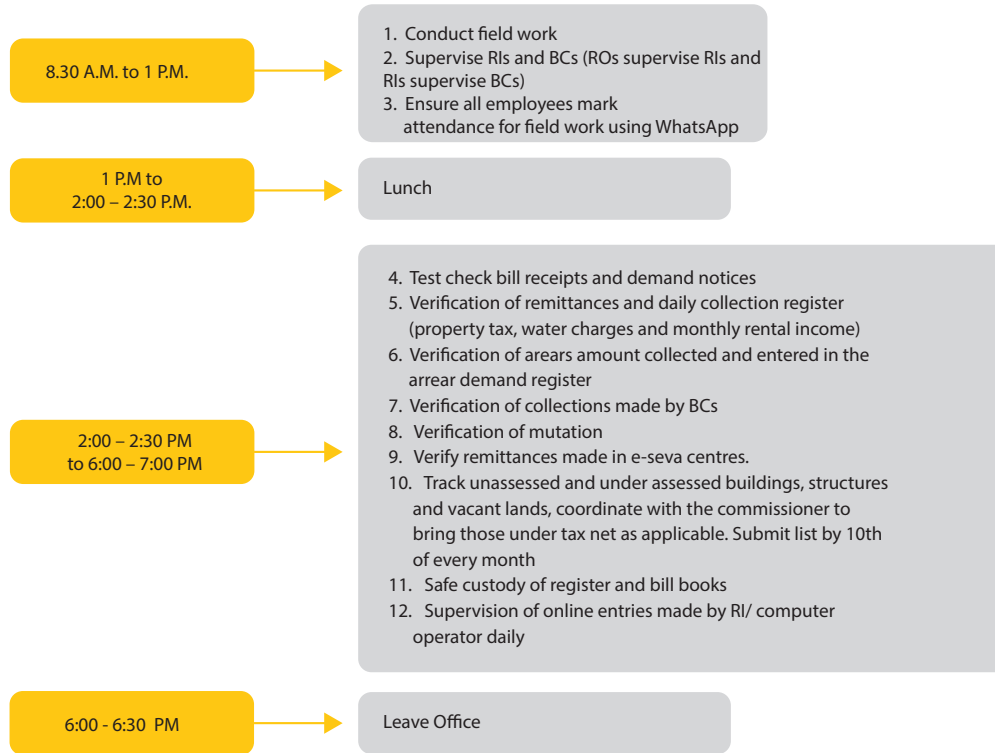 8.30 A.M. to 1 P.M.
1. Conduct field work
2. Supervise RIs and BCs (ROs supervise RIs and
RIs supervise BCs)
3. Ensure all employees mark
attendance for field work using WhatsApp
1 P.M to
2:00 – 2:30 P.M.
Lunch
2:00 – 2:30 PM
to 6:00 – 7:00 PM
4. Test check bill receipts and demand notices
5. Verification of remittances and daily collection register
(property tax, water charges and monthly rental income)
6. Verification of arears amount collected and entered in the
arrear demand register
7. Verification of collections made by BCs
8. Verification of mutation
9. Verify remittances made in e-seva centres.
10. Track unassessed and under assessed buildings, structures
and vacant lands, coordinate with the commissioner to
bring those under tax net as applicable. Submit list by 10th
of every month
11. Safe custody of register and bill books
12. Supervision of online entries made by RI/ computer
operator daily
6:00 - 6:30 PM
Leave Office